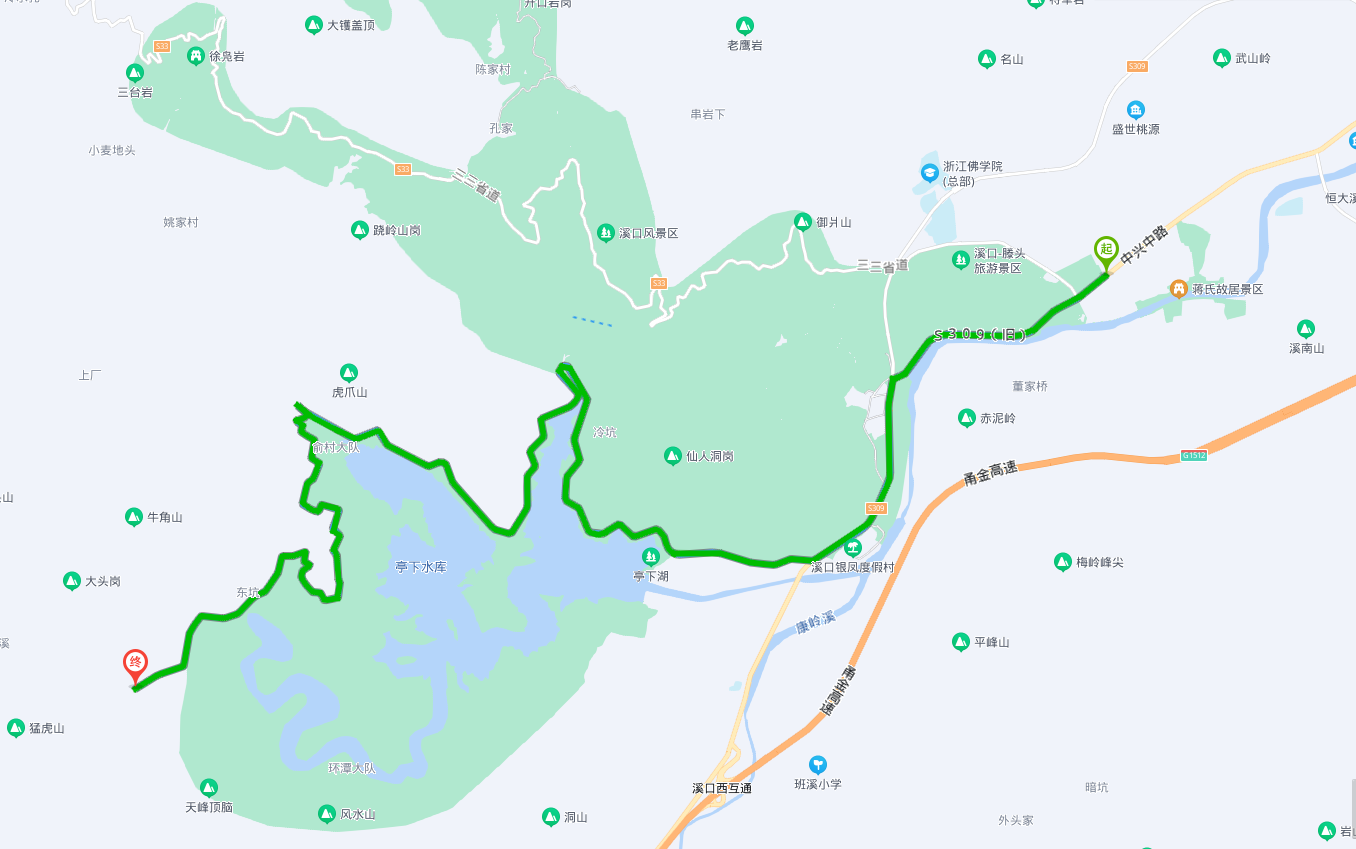 开口岩岗
大镬盖顶
老鹰岩
名山
S309
武山岭
S33
徐凫岩
陈家村
三台岩
盛世桃源
串岩下
孔家
小麦地头
S33
三三省道
浙江佛学院
(总部)
恒大溪
姚家村
跷岭山岗
溪口风景区
御爿山
三三省道
溪口-滕头
旅游景区
起
中兴中路
S33
蒋氏故居景区
S309(旧)
溪南山
上厂
虎爪山
董家桥
赤泥岭
冷坑
俞村大队
仙人洞岗
G1512
甬金高速
牛角山
S309
亭下水库
亭下湖
溪口银凤度假村
梅岭峰尖
大头岗
东坑
康岭溪
溪
平峰山
终
甬金高速
猛虎山
环潭大队
班溪小学
溪口西互通
暗坑
天峰顶脑
风水山
洞山
外头家
岩